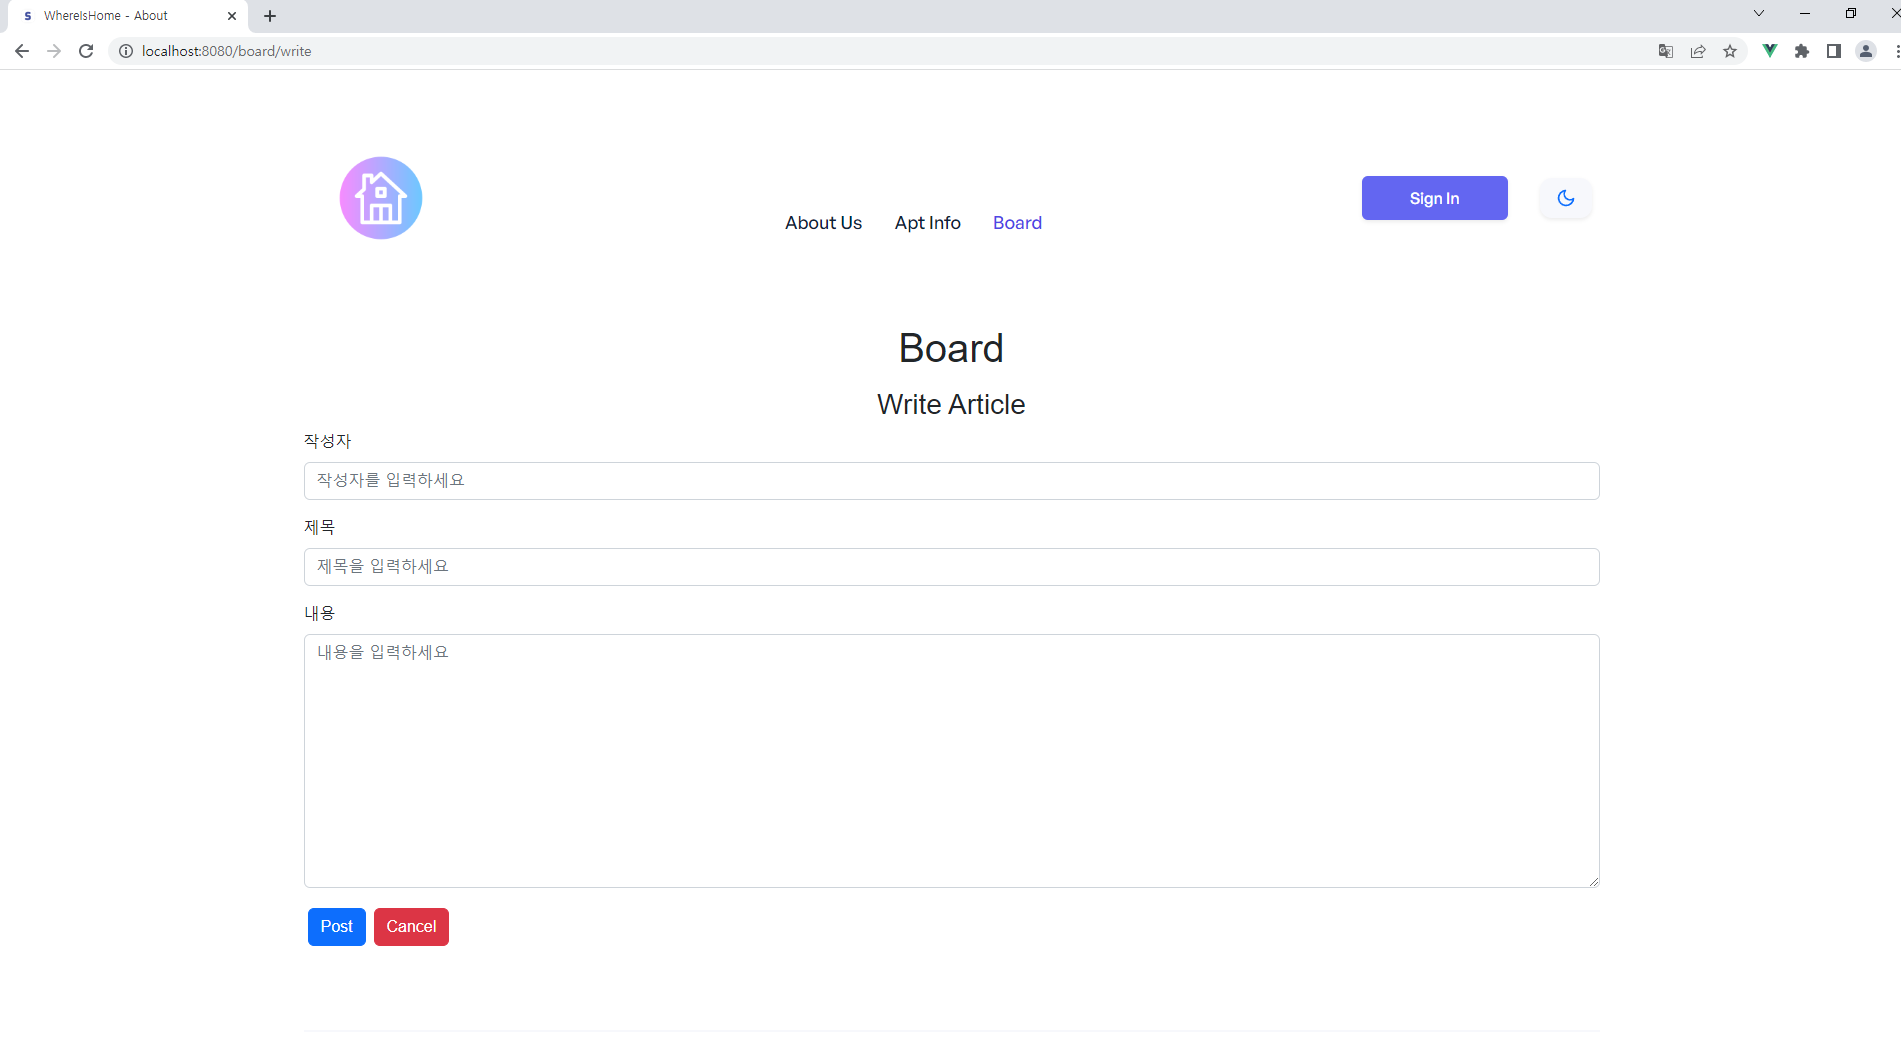 WhereIsHome - About
localhost:8080/board/write
Sign In
About Us Apt Info Board
Board
Write Article
작성자
작성자를 입력하세요
제목
제목을 입력하세요
내용
내용을 입력하세요
Post Cancel